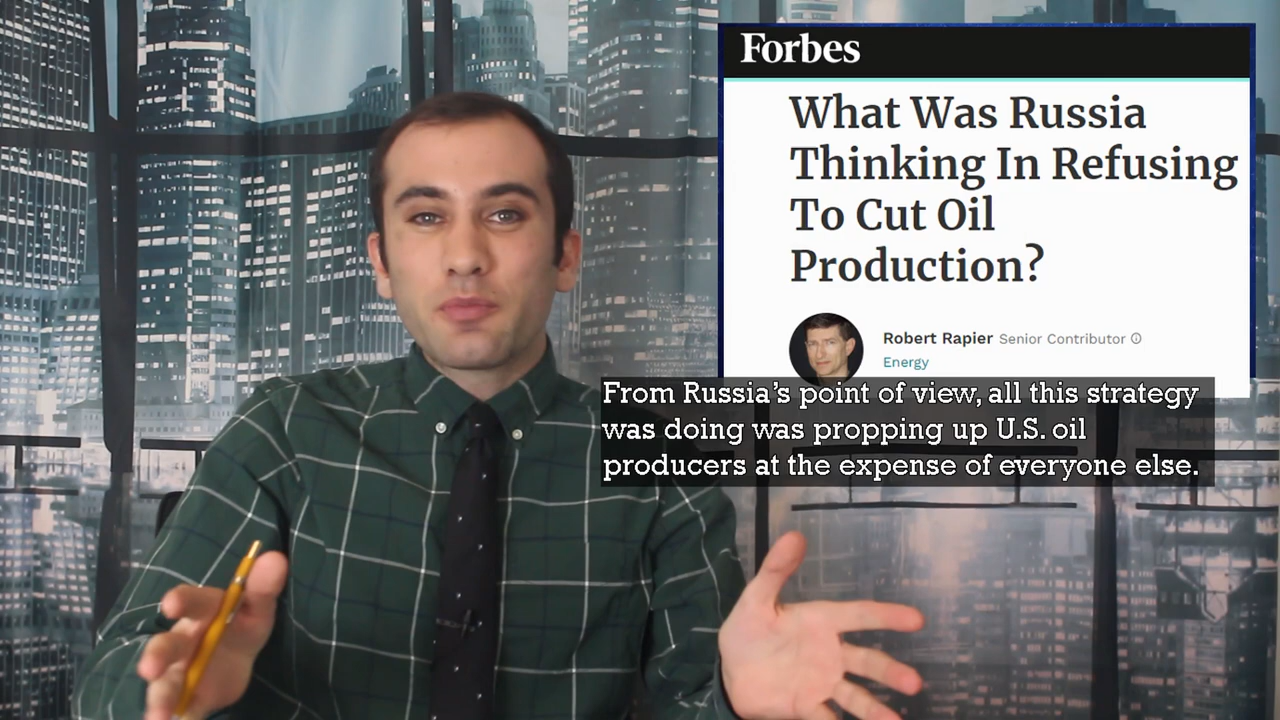 Forbes
What Was Russia
Thinking In Refusing
To Cut Oil
Production?
Robert Rapier Senior Contributor
Energy
From Russia's point of view, all this strategy
was doing was propping up U.S. oil
producers at the expense of everyone else.